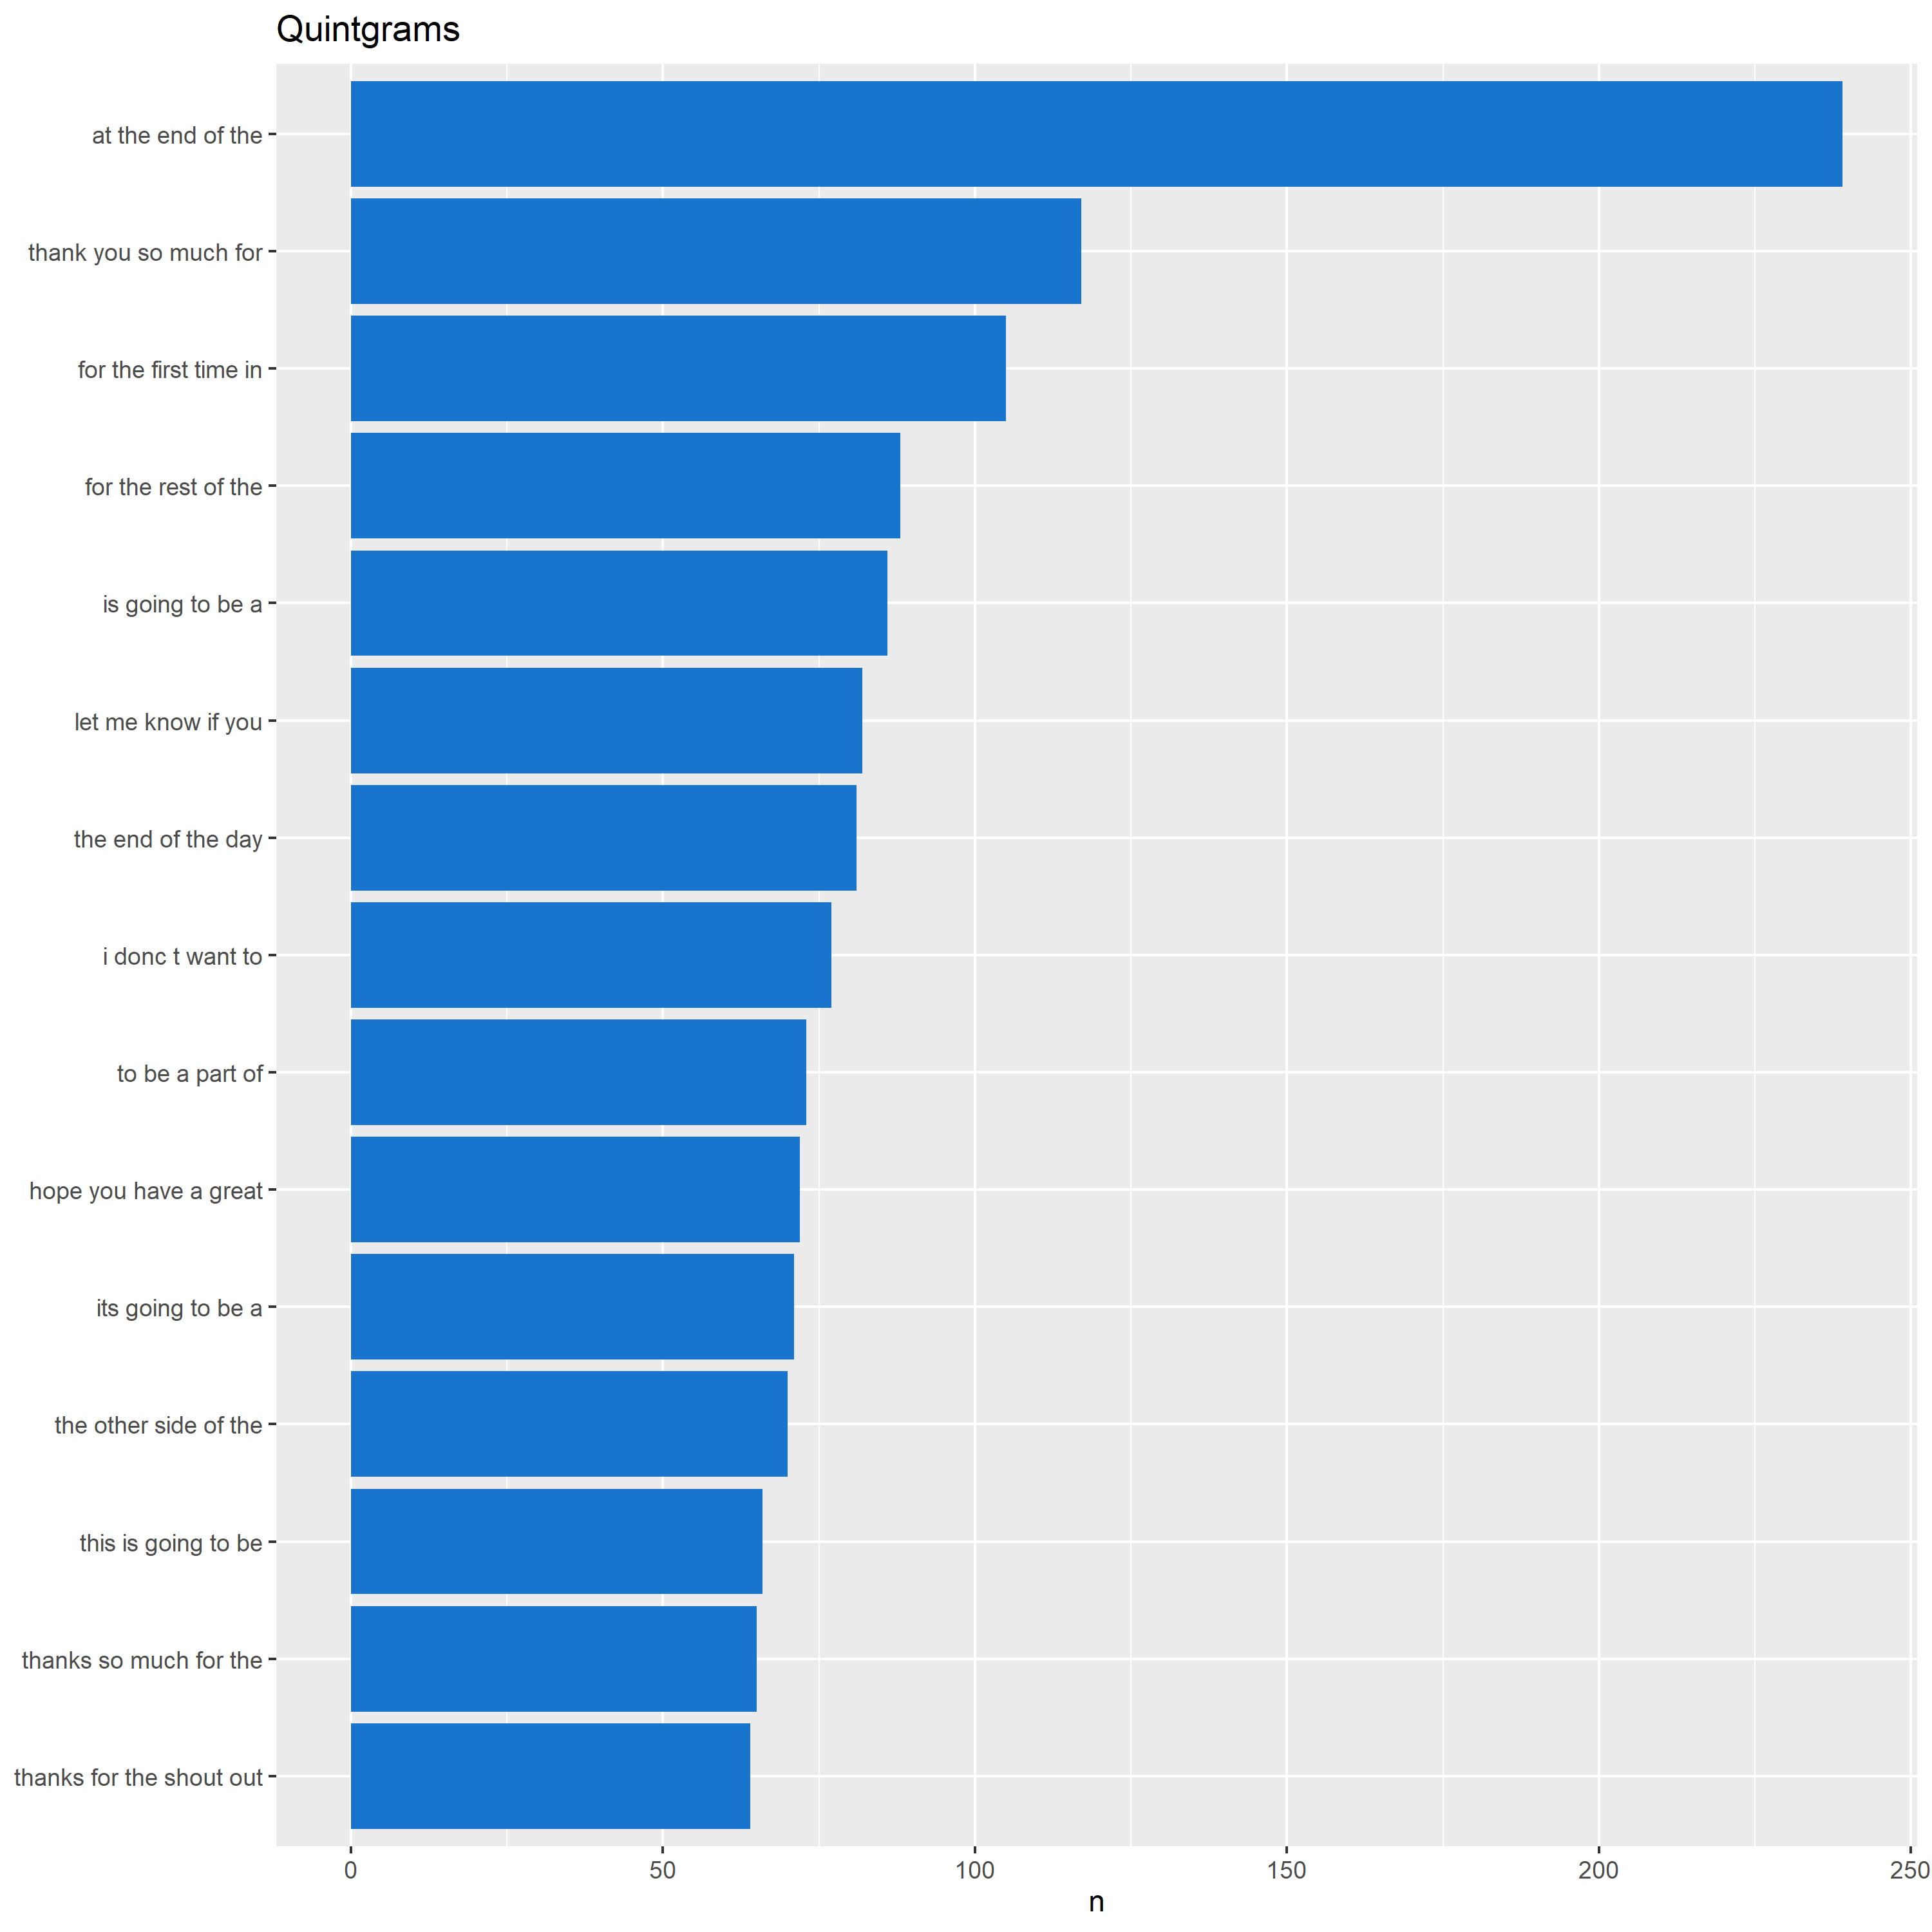 Quintgrams
at the end of the
thank you so much for
for the first time in
for the rest of the
is going to be a
let me know if you
the end of the day
i donc t want to
to be a part of
hope you have a great
its going to be a
the other side of the
this is going to be
thanks so much for the
thanks for the shout out
0 50 100 150 200 250
n